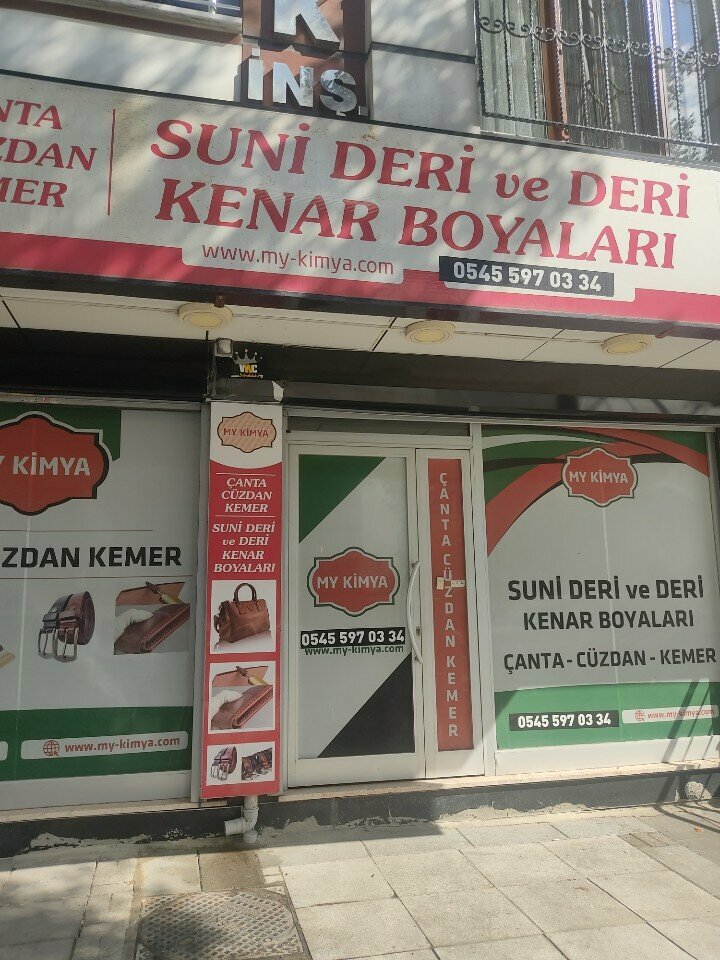 K
İNŞ.
ANTA
ZDAN
EMER
SUNİ DERİ ve DERİ
KENAR BOYALARI
www.my-kimya.com
0545 597 03 34
Y KİMYA
ÜZDAN KEMER
www.my-kimya.com
MY KİMYA
ÇANTA
CÜZDAN
KEMER
SUNİ DERİ
ve DERİ
KENAR
BOYALARI
MY KİMYA
0545 597 03 34
www.my-kimya.com
ÇANTA CÜZDAN KEMER
MY KİMYA
SUNİ DERİ ve DERİ
KENAR BOYALARI
ÇANTA - CÜZDAN - KEMER
0545 597 03 34
www.my-kimya.com